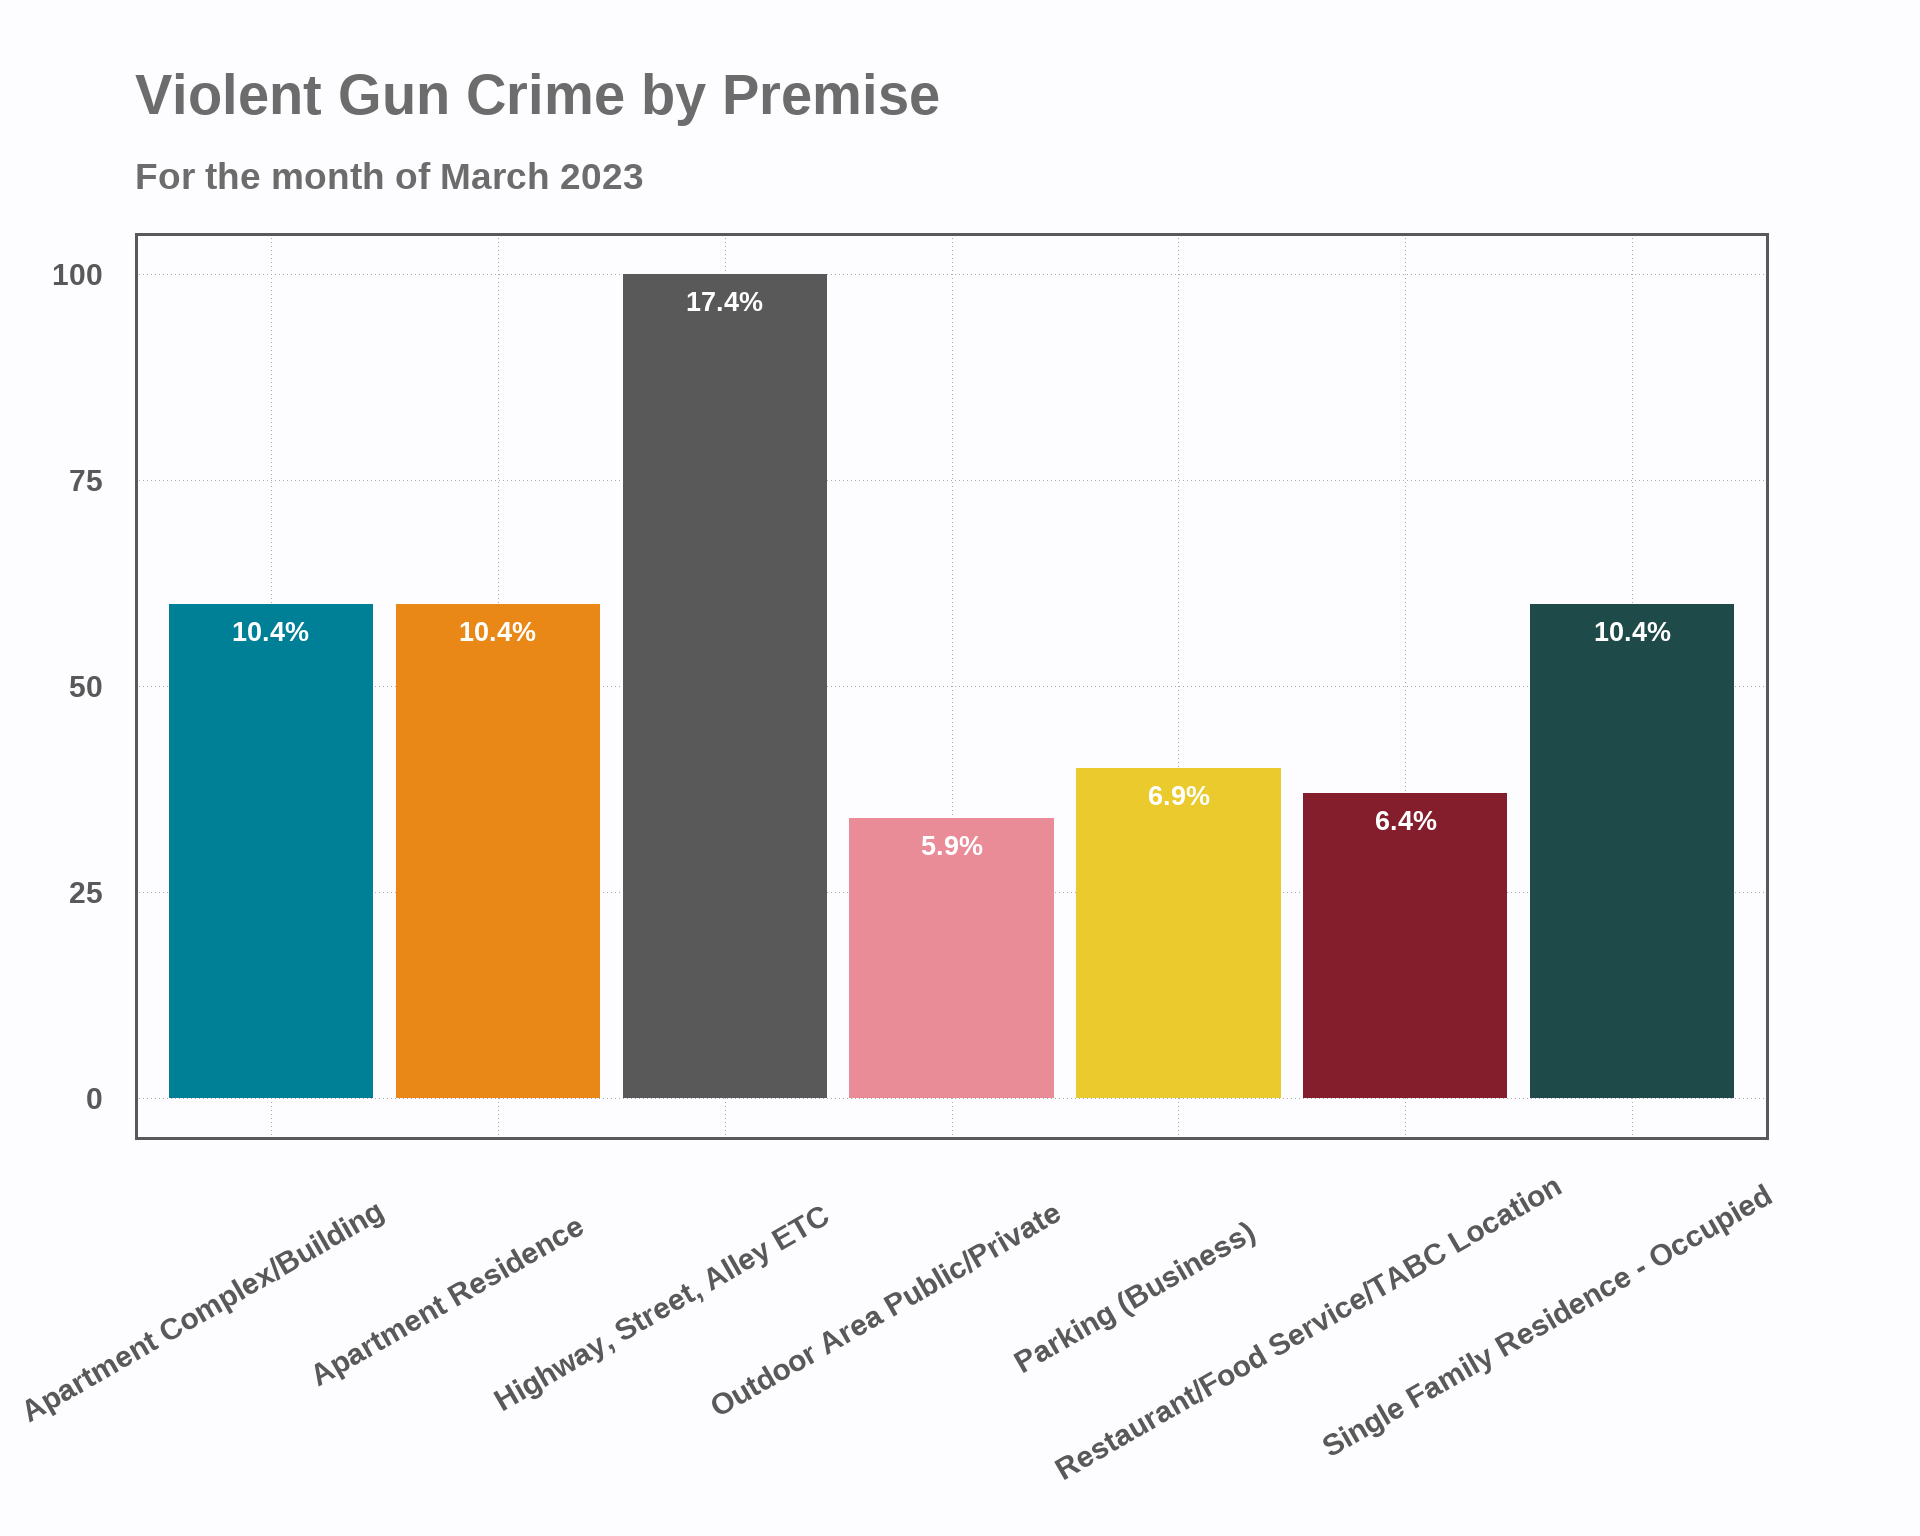 Violent Gun Crime by Premise
For the month of March 2023
100
75
50
25
0
10.4%
10.4%
17.4%
5.9%
6.9%
6.4%
10.4%
Apartment Complex/Building
Apartment Residence
Highway, Street, Alley ETC
Outdoor Area Public/Private
Parking (Business)
Restaurant/Food Service/TABC Location
Single Family Residence - Occupied